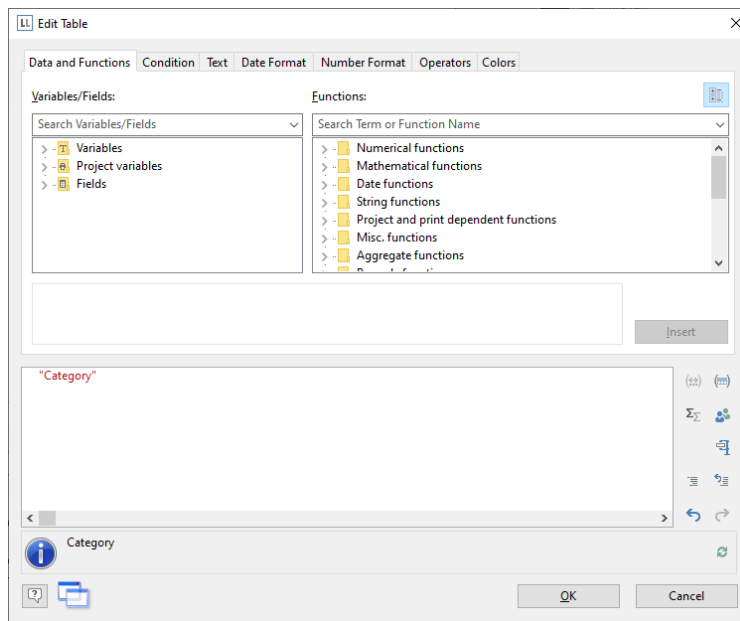 LL Edit Table
Data and Functions Condition Text Date Format Number Format Operators Colors
Variables/Fields: Functions:
Search Variables/Fields Search Term or Function Name
Variables Numerical functions
Project variables Mathematical functions
Fields Date functions
String functions
Project and print dependent functions
Misc. functions
Aggregate functions
Insert
"Category"
Category
OK Cancel